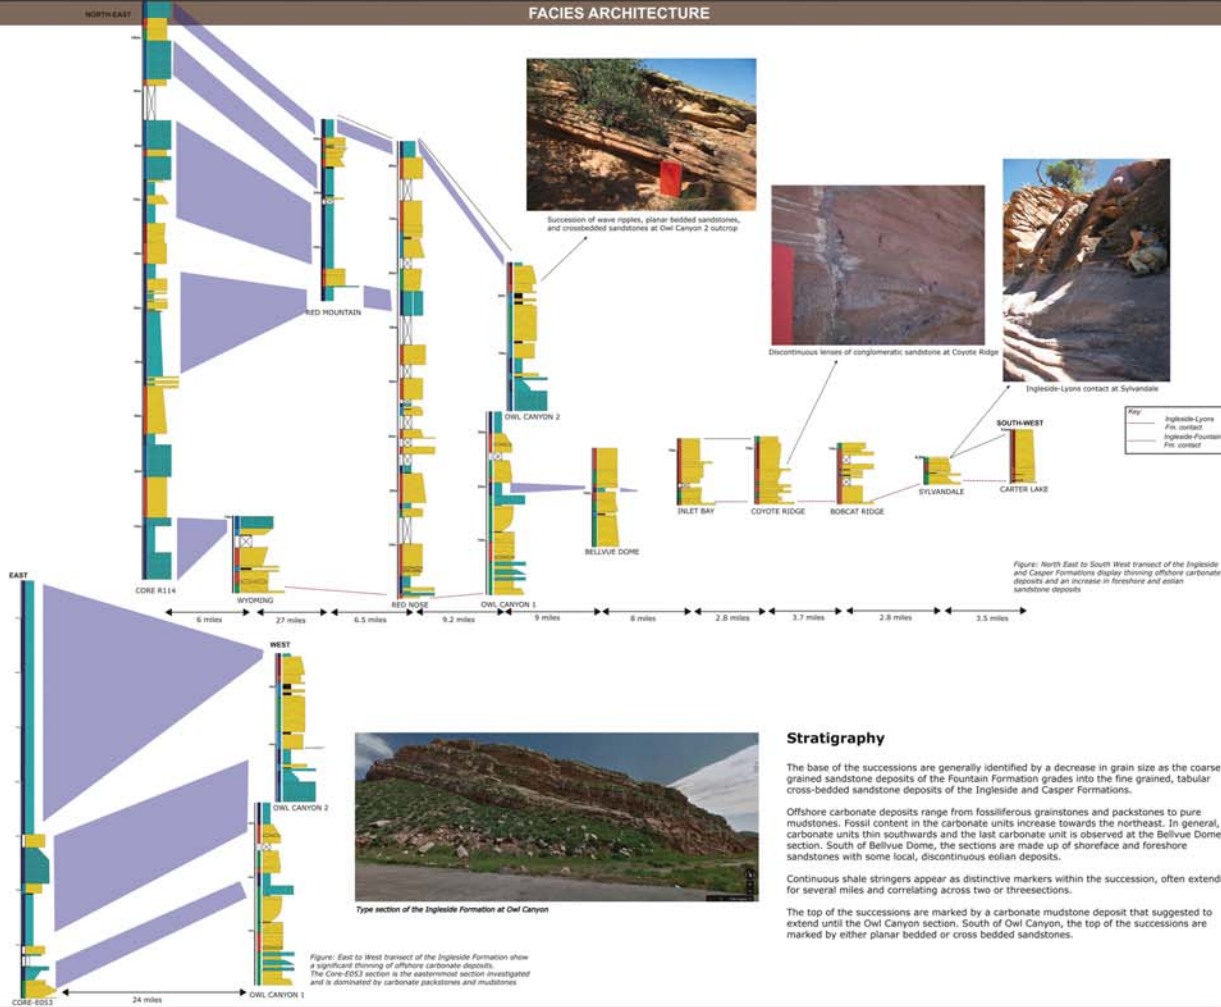 FACIES ARCHITECTURE
NORTH-EAST
Succession of wave ripples, planar bedded sandstones,
and crossbedded sandstones at Owl Canyon 2 outcrop
RED MOUNTAIN
Discontinuous lenses of conglomeratic sandstone at Coyote Ridge
Ingleside-Lyons contact at Sylvandale
Key:
Ingleside-Lyons
Fm. contact
Ingleside-Fountain
Fm. contact
OWL CANYON 2
SOUTH-WEST
SYLVANDALE
CARTER LAKE
INLET BAY
COYOTE RIDGE
BOBCAT RIDGE
BELLVUE DOME
Figure: North East to South West transect of the Ingleside
and Casper Formations display thinning offshore carbonate
deposits and an increase in foreshore and eolian
sandstone deposits
EAST
CORE R114
WYOMING
RED NOSE
OWL CANYON 1
6 miles
27 miles
6.5 miles
9.2 miles
9 miles
8 miles
2.8 miles
3.7 miles
2.8 miles
3.5 miles
WEST
OWL CANYON 2
Stratigraphy
The base of the successions are generally identified by a decrease in grain size as the coarse
grained sandstone deposits of the Fountain Formation grades into the fine grained, tabular
cross-bedded sandstone deposits of the Ingleside and Casper Formations.
Offshore carbonate deposits range from fossiliferous grainstones and packstones to pure
mudstones. Fossil content in the carbonate units increase towards the northeast. In general,
carbonate units thin southwards and the last carbonate unit is observed at the Bellvue Dome
section. South of Bellvue Dome, the sections are made up of shoreface and foreshore
sandstones with some local, discontinuous eolian deposits.
Continuous shale stringers appear as distinctive markers within the succession, often extendi
for several miles and correlating across two or threesections.
The top of the successions are marked by a carbonate mudstone deposit that suggested to
extend until the Owl Canyon section. South of Owl Canyon, the top of the successions are
marked by either planar bedded or cross bedded sandstones.
Type section of the Ingleside Formation at Owl Canyon
Figure: East to West transect of the Ingleside Formation show
a significant thinning of offshore carbonate deposits.
The Core-E053 section is the easternmost section investigated
and is dominated by carbonate packstones and mudstones
CORE-E053
24 miles
OWL CANYON 1